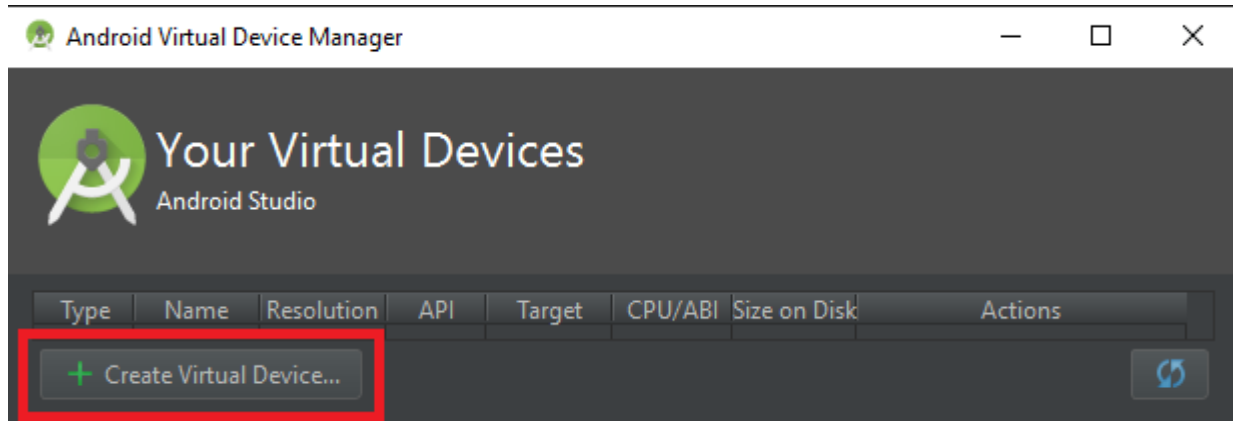 Android Virtual Device Manager
Your Virtual Devices
Android Studio
Type Name Resolution API Target CPU/ABI Size on Disk Actions
Create Virtual Device...